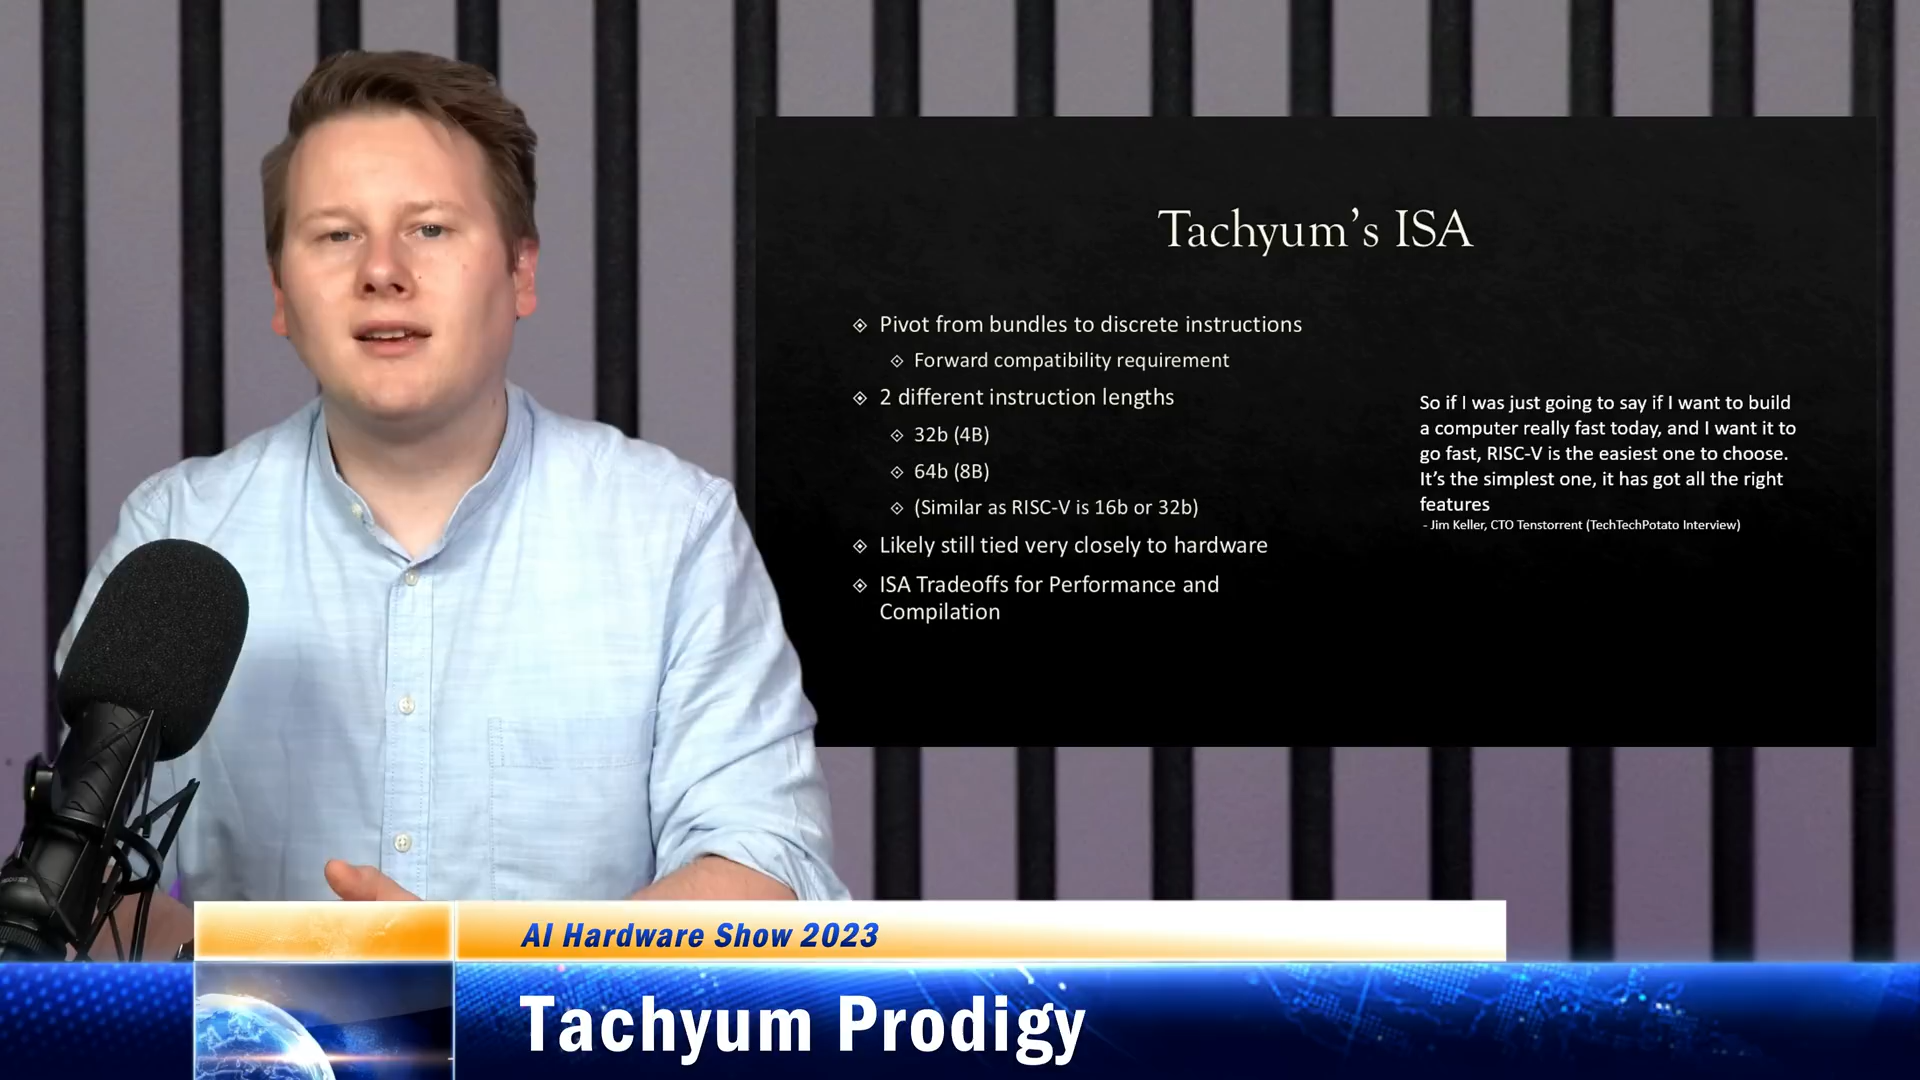 Tachyum's ISA
Pivot from bundles to discrete instructions
Forward compatibility requirement
2 different instruction lengths
32b (4B)
64b (8B)
(Similar as RISC-V is 16b or 32b)
Likely still tied very closely to hardware
ISA Tradeoffs for Performance and
Compilation
So if I was just going to say if I want to build
a computer really fast today, and I want it to
go fast, RISC-V is the easiest one to choose.
It's the simplest one, it has got all the right
features
- Jim Keller, CTO Tenstorrent (TechTechPotato Interview)
AI Hardware Show 2023
Tachyum Prodigy